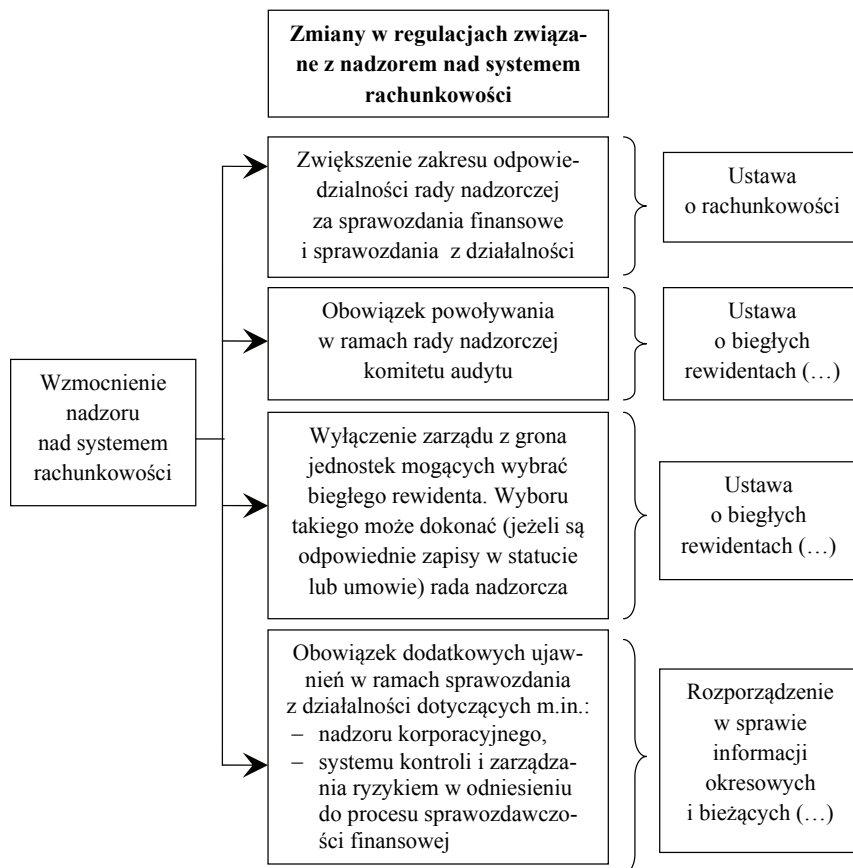 Zmiany w regulacjach związa-
ne z nadzorem nad systemem
rachunkowości
Zwiększenie zakresu odpowie-
dzialności rady nadzorczej
za sprawozdania finansowe
i sprawozdania z działalności
Ustawa
o rachunkowości
Obowiązek powoływania
w ramach rady nadzorczej
komitetu audytu
Ustawa
o biegłych
rewidentach (…)
Wzmocnienie
nadzoru
nad systemem
rachunkowości
Wyłączenie zarządu z grona
jednostek mogących wybrać
biegłego rewidenta. Wyboru
takiego może dokonać (jeżeli są
odpowiednie zapisy w statucie
lub umowie) rada nadzorcza
Ustawa
o biegłych
rewidentach (…)
Obowiązek dodatkowych ujaw-
nień w ramach sprawozdania
z działalności dotyczących m.in.:
– nadzoru korporacyjnego,
– systemu kontroli i zarządza-
nia ryzykiem w odniesieniu
do procesu sprawozdawczo-
ści finansowej
Rozporządzenie
w sprawie
informacji
okresowych
i bieżących (…)